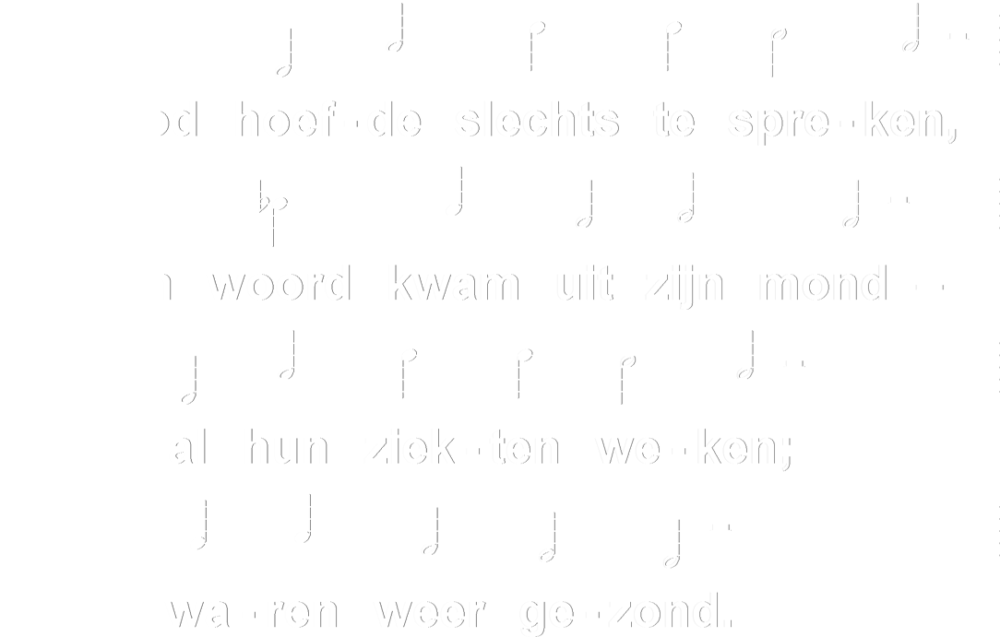 hoef-de slechts te spre-ken,
woord kwam uit zijn mond -
al hun ziek-ten we-ken;
wa-ren weer ge-zond.